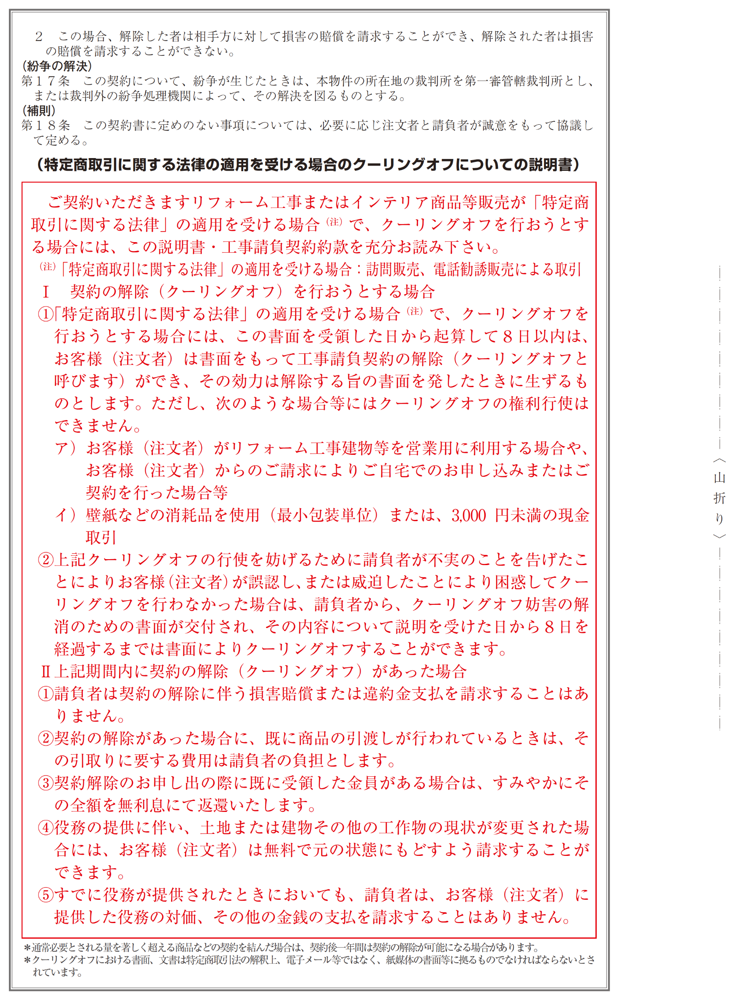 ２　この場合、解除した者は相手方に対して損害の賠償を請求することができ、解除された者は損害
の賠償を請求することができない。
（紛争の解決）
第１７条　この契約について、紛争が生じたときは、本物件の所在地の裁判所を第一審管轄裁判所とし、
または裁判外の紛争処理機関によって、その解決を図るものとする。
（補則）
第１８条　この契約書に定めのない事項については、必要に応じ注文者と請負者が誠意をもって協議し
て定める。
（特定商取引に関する法律の適用を受ける場合のクーリングオフについての説明書）
ご契約いただきますリフォーム工事またはインテリア商品等販売が「特定商
取引に関する法律」の適用を受ける場合（注）で、クーリングオフを行おうとす
る場合には、この説明書・工事請負契約約款を充分お読み下さい。
（注）「特定商取引に関する法律」の適用を受ける場合：訪問販売、電話勧誘販売による取引
Ⅰ　契約の解除（クーリングオフ）を行おうとする場合
①「特定商取引に関する法律」の適用を受ける場合（注）で、クーリングオフを
行おうとする場合には、この書面を受領した日から起算して８日以内は、
お客様（注文者）は書面をもって工事請負契約の解除（クーリングオフと
呼びます）ができ、その効力は解除する旨の書面を発したときに生ずるも
のとします。ただし、次のような場合等にはクーリングオフの権利行使は
できません。
ア）お客様（注文者）がリフォーム工事建物等を営業用に利用する場合や、
お客様（注文者）からのご請求によりご自宅でのお申し込みまたはご
契約を行った場合等
イ）壁紙などの消耗品を使用（最小包装単位）または、3,000 円未満の現金
取引
②上記クーリングオフの行使を妨げるために請負者が不実のことを告げたこ
とによりお客様（注文者）が誤認し、または威迫したことにより困惑してクー
リングオフを行わなかった場合は、請負者から、クーリングオフ妨害の解
消のための書面が交付され、その内容について説明を受けた日から８日を
経過するまでは書面によりクーリングオフすることができます。
Ⅱ上記期間内に契約の解除（クーリングオフ）があった場合
①請負者は契約の解除に伴う損害賠償または違約金支払を請求することはあ
りません。
②契約の解除があった場合に、既に商品の引渡しが行われているときは、そ
の引取りに要する費用は請負者の負担とします。
③契約解除のお申し出の際に既に受領した金員がある場合は、すみやかにそ
の全額を無利息にて返還いたします。
④役務の提供に伴い、土地または建物その他の工作物の現状が変更された場
合には、お客様（注文者）は無料で元の状態にもどすよう請求することが
できます。
⑤すでに役務が提供されたときにおいても、請負者は、お客様（注文者）に
提供した役務の対価、その他の金銭の支払を請求することはありません。
＊通常必要とされる量を著しく超える商品などの契約を結んだ場合は、契約後一年間は契約の解除が可能になる場合があります。
＊クーリングオフにおける書面、文書は特定商取引法の解釈上、電子メール等ではなく、紙媒体の書面等に拠るものでなければならないとさ
れています。
〈山折り〉